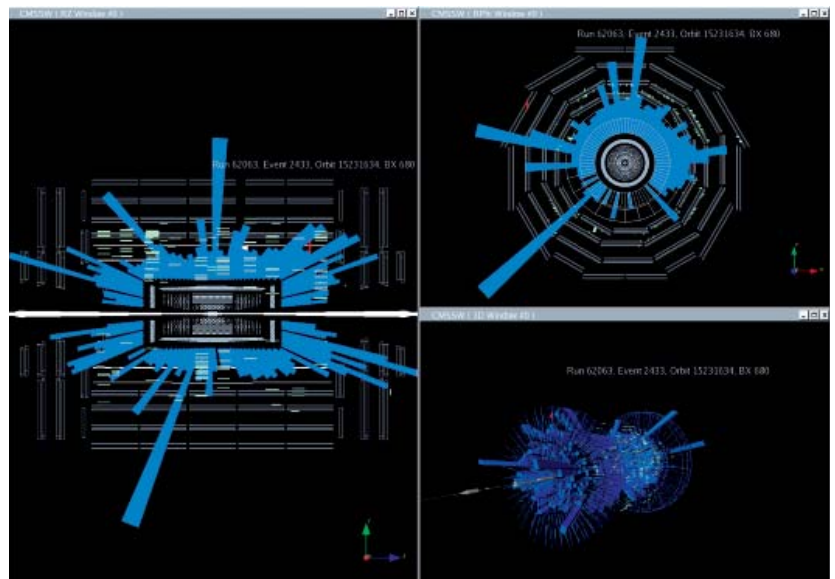 CMSSW ( RZ Window #0 )
Run 62063, Event 2433, Orbit 15231634, BX 680
CMSSW ( RPhi Window #0 )
Run 62063, Event 2433, Orbit 15231634, BX 680
CMSSW ( 3D Window #0 )
Run 62063, Event 2433, Orbit 15231634, BX 680